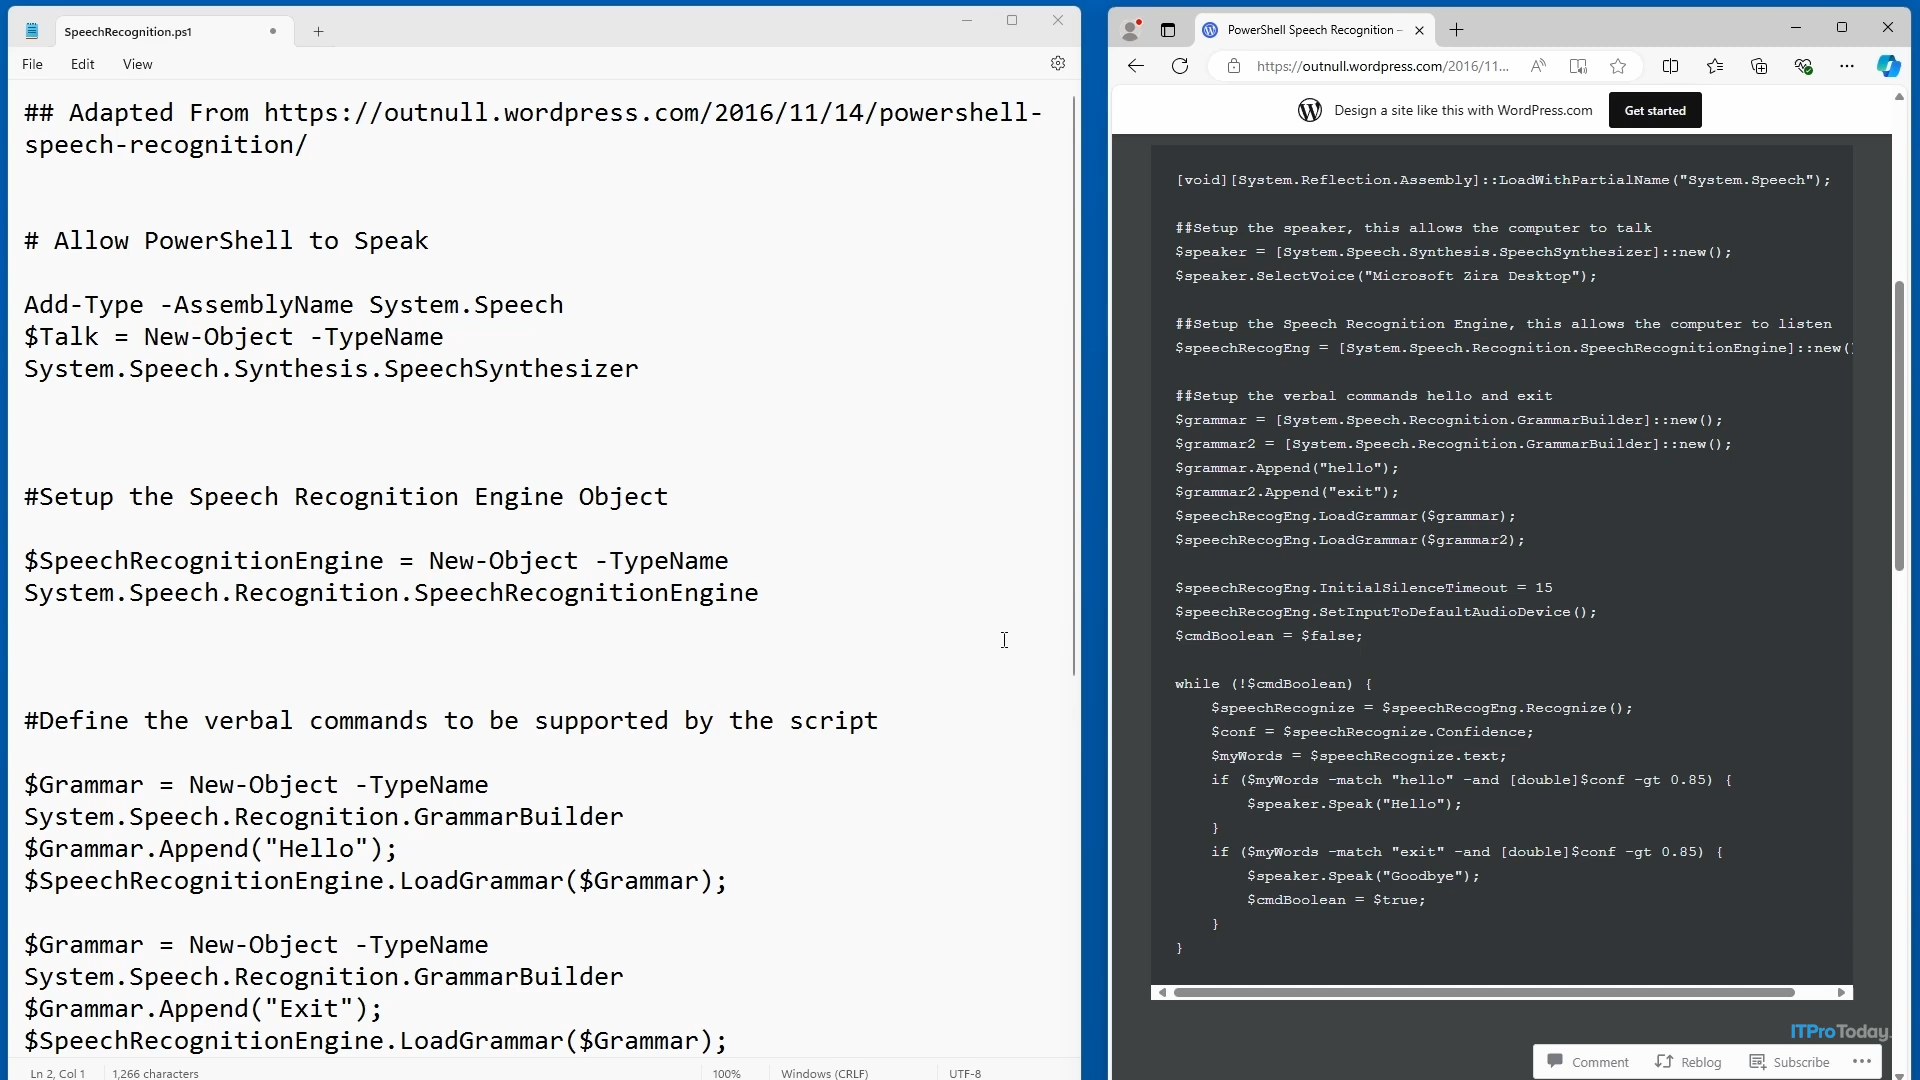 SpeechRecognition.ps1
File Edit View
## Adapted From https://outnull.wordpress.com/2016/11/14/powershell-
speech-recognition/
# Allow PowerShell to Speak
Add-Type -AssemblyName System.Speech
$Talk = New-Object -TypeName
System.Speech.Synthesis.SpeechSynthesizer
#Setup the Speech Recognition Engine Object
$SpeechRecognitionEngine = New-Object -TypeName
System.Speech.Recognition.SpeechRecognitionEngine
#Define the verbal commands to be supported by the script
$Grammar = New-Object -TypeName
System.Speech.Recognition.GrammarBuilder
$Grammar.Append("Hello");
$SpeechRecognitionEngine.LoadGrammar($Grammar);
$Grammar = New-Object -TypeName
System.Speech.Recognition.GrammarBuilder
$Grammar.Append("Exit");
$SpeechRecognitionEngine.LoadGrammar($Grammar);
Ln 2, Col 1 1,266 characters 100% Windows (CRLF) UTF-8
PowerShell Speech Recognition –
https://outnull.wordpress.com/2016/11...
Design a site like this with WordPress.com Get started
[void][System.Reflection.Assembly]::LoadWithPartialName("System.Speech");
##Setup the speaker, this allows the computer to talk
$speaker = [System.Speech.Synthesis.SpeechSynthesizer]::new();
$speaker.SelectVoice("Microsoft Zira Desktop");
##Setup the Speech Recognition Engine, this allows the computer to listen
$speechRecogEng = [System.Speech.Recognition.SpeechRecognitionEngine]::new()
##Setup the verbal commands hello and exit
$grammar = [System.Speech.Recognition.GrammarBuilder]::new();
$grammar2 = [System.Speech.Recognition.GrammarBuilder]::new();
$grammar.Append("hello");
$grammar2.Append("exit");
$speechRecogEng.LoadGrammar($grammar);
$speechRecogEng.LoadGrammar($grammar2);
$speechRecogEng.InitialSilenceTimeout = 15
$speechRecogEng.SetInputToDefaultAudioDevice();
$cmdBoolean = $false;
while (!$cmdBoolean) {
$speechRecognize = $speechRecogEng.Recognize();
$conf = $speechRecognize.Confidence;
$myWords = $speechRecognize.text;
if ($myWords -match "hello" -and [double]$conf -gt 0.85) {
$speaker.Speak("Hello");
}
if ($myWords -match "exit" -and [double]$conf -gt 0.85) {
$speaker.Speak("Goodbye");
$cmdBoolean = $true;
}
}
ITProToday
Comment Reblog Subscribe